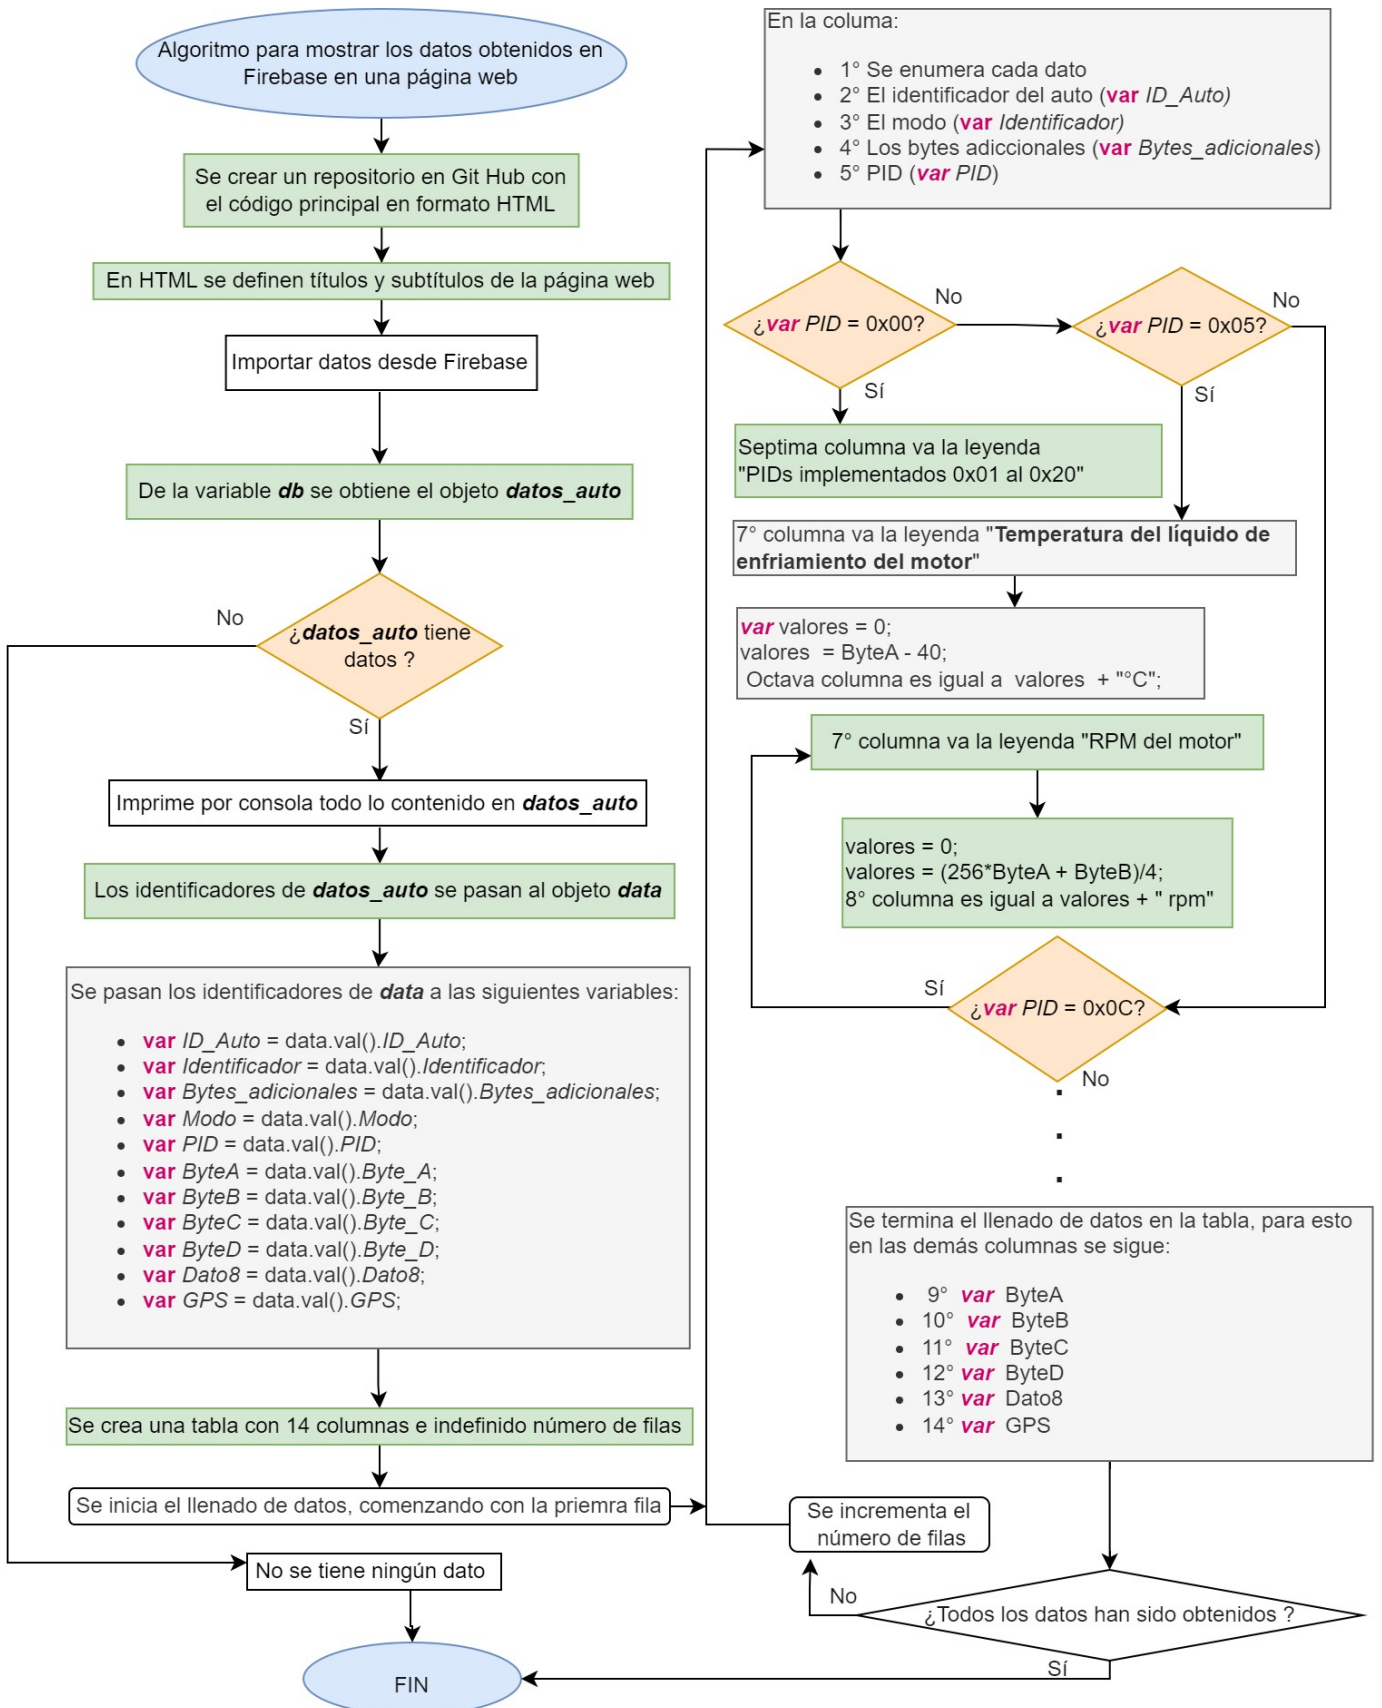 Algoritmo para mostrar los datos obtenidos en
Firebase en una página web
Se crear un repositorio en Git Hub con
el código principal en formato HTML
En HTML se definen títulos y subtítulos de la página web
Importar datos desde Firebase
De la variable db se obtiene el objeto datos_auto
¿datos_auto tiene
datos ?
No
Sí
Imprime por consola todo lo contenido en datos_auto
Los identificadores de datos_auto se pasan al objeto data
Se pasan los identificadores de data a las siguientes variables:
• var ID_Auto = data.val().ID_Auto;
• var Identificador = data.val().Identificador;
• var Bytes_adicionales = data.val().Bytes_adicionales;
• var Modo = data.val().Modo;
• var PID = data.val().PID;
• var ByteA = data.val().Byte_A;
• var ByteB = data.val().Byte_B;
• var ByteC = data.val().Byte_C;
• var ByteD = data.val().Byte_D;
• var Dato8 = data.val().Dato8;
• var GPS = data.val().GPS;
Se crea una tabla con 14 columnas e indefinido número de filas
Se inicia el llenado de datos, comenzando con la priemra fila
No se tiene ningún dato
FIN
En la columa:
• 1° Se enumera cada dato
• 2° El identificador del auto (var ID_Auto)
• 3° El modo (var Identificador)
• 4° Los bytes adiccionales (var Bytes_adicionales)
• 5° PID (var PID)
¿var PID = 0x00?
No
Sí
¿var PID = 0x05?
No
Sí
Septima columna va la leyenda
"PIDs implementados 0x01 al 0x20"
7° columna va la leyenda "Temperatura del líquido de
enfriamiento del motor"
var valores = 0;
valores = ByteA - 40;
Octava columna es igual a valores + "°C";
7° columna va la leyenda "RPM del motor"
valores = 0;
valores = (256*ByteA + ByteB)/4;
8° columna es igual a valores + " rpm"
Sí
¿var PID = 0x0C?
No
.
.
.
Se termina el llenado de datos en la tabla, para esto
en las demás columnas se sigue:
• 9° var ByteA
• 10° var ByteB
• 11° var ByteC
• 12° var ByteD
• 13° var Dato8
• 14° var GPS
Se incrementa el
número de filas
No
¿Todos los datos han sido obtenidos ?
Sí